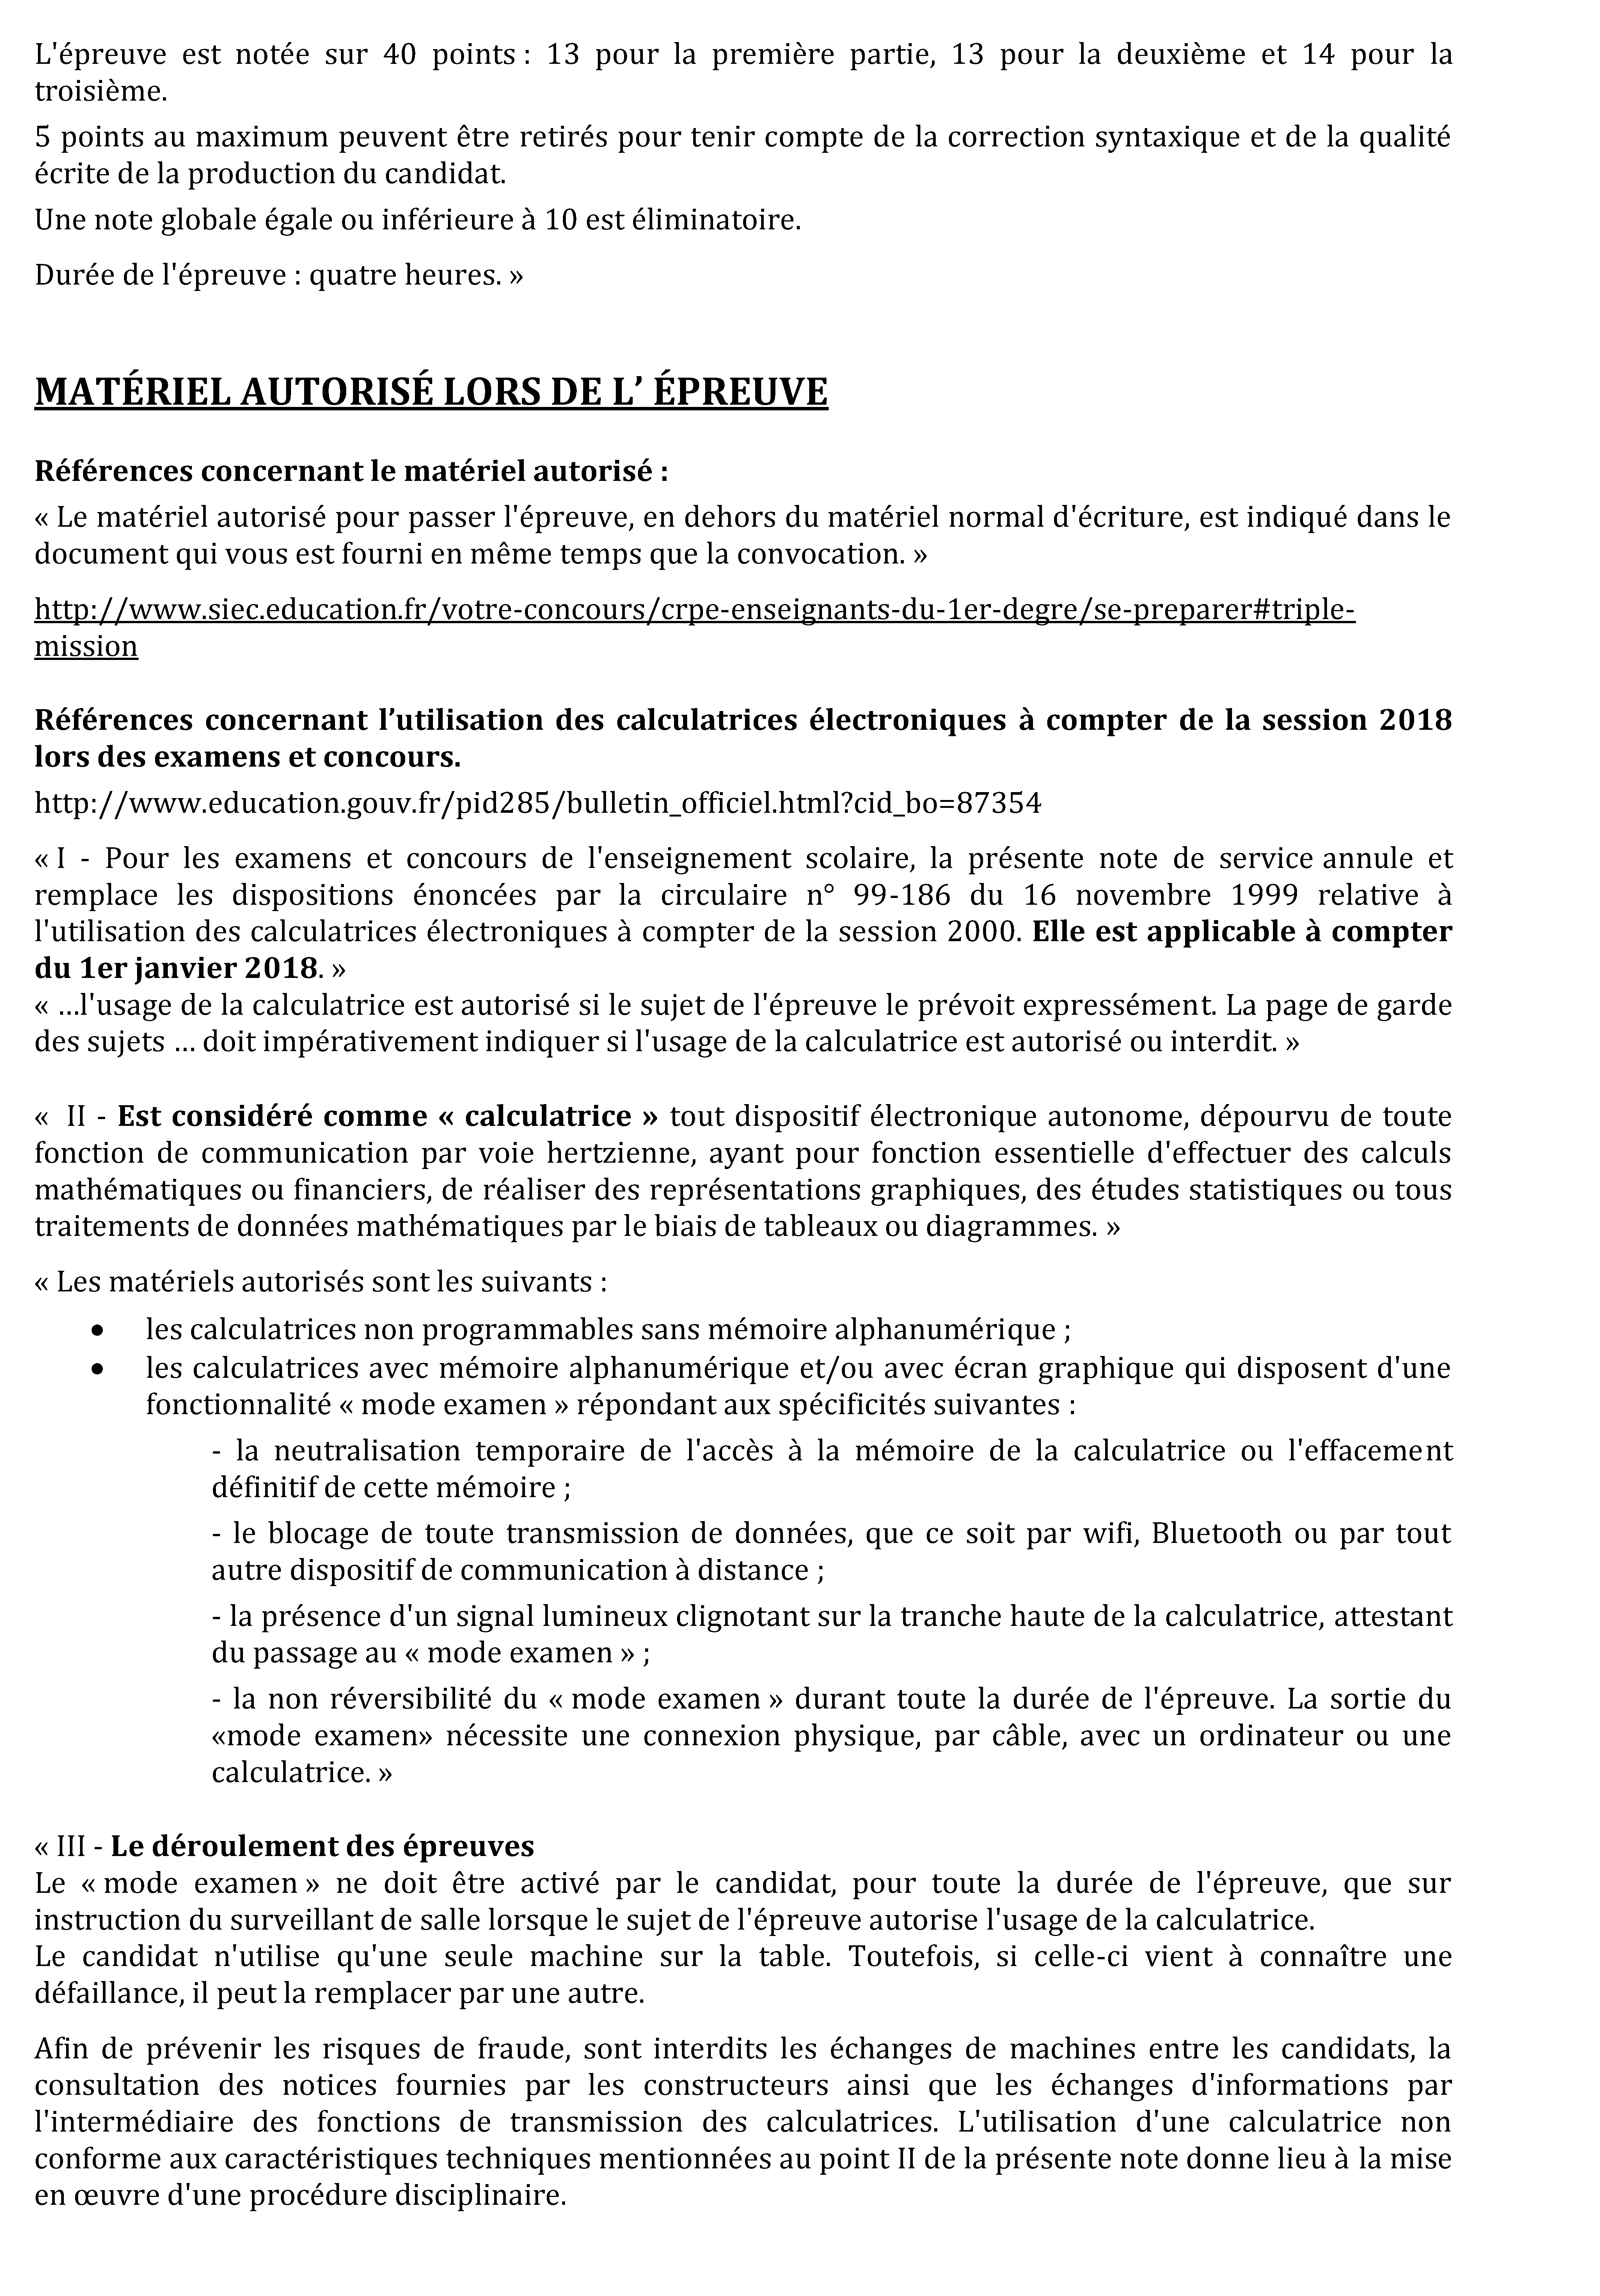 L'épreuve est notée sur 40 points : 13 pour la première partie, 13 pour la deuxième et 14 pour la
troisième.
5 points au maximum peuvent être retirés pour tenir compte de la correction syntaxique et de la qualité
écrite de la production du candidat.
Une note globale égale ou inférieure à 10 est éliminatoire.
Durée de l'épreuve : quatre heures. »
MATÉRIEL AUTORISÉ LORS DE L’ ÉPREUVE
Références concernant le matériel autorisé :
« Le matériel autorisé pour passer l'épreuve, en dehors du matériel normal d'écriture, est indiqué dans le
document qui vous est fourni en même temps que la convocation. »
http://www.siec.education.fr/votre-concours/crpe-enseignants-du-1er-degre/se-preparer#triple-
mission
Références concernant l’utilisation des calculatrices électroniques à compter de la session 2018
lors des examens et concours.
http://www.education.gouv.fr/pid285/bulletin_officiel.html?cid_bo=87354
« I - Pour les examens et concours de l'enseignement scolaire, la présente note de service annule et
remplace les dispositions énoncées par la circulaire n° 99-186 du 16 novembre 1999 relative à
l'utilisation des calculatrices électroniques à compter de la session 2000. Elle est applicable à compter
du 1er janvier 2018. »
« …l'usage de la calculatrice est autorisé si le sujet de l'épreuve le prévoit expressément. La page de garde
des sujets … doit impérativement indiquer si l'usage de la calculatrice est autorisé ou interdit. »
« II - Est considéré comme « calculatrice » tout dispositif électronique autonome, dépourvu de toute
fonction de communication par voie hertzienne, ayant pour fonction essentielle d'effectuer des calculs
mathématiques ou financiers, de réaliser des représentations graphiques, des études statistiques ou tous
traitements de données mathématiques par le biais de tableaux ou diagrammes. »
« Les matériels autorisés sont les suivants :
• les calculatrices non programmables sans mémoire alphanumérique ;
• les calculatrices avec mémoire alphanumérique et/ou avec écran graphique qui disposent d'une
fonctionnalité « mode examen » répondant aux spécificités suivantes :
- la neutralisation temporaire de l'accès à la mémoire de la calculatrice ou l'effacement
définitif de cette mémoire ;
- le blocage de toute transmission de données, que ce soit par wifi, Bluetooth ou par tout
autre dispositif de communication à distance ;
- la présence d'un signal lumineux clignotant sur la tranche haute de la calculatrice, attestant
du passage au « mode examen » ;
- la non réversibilité du « mode examen » durant toute la durée de l'épreuve. La sortie du
«mode examen» nécessite une connexion physique, par câble, avec un ordinateur ou une
calculatrice. »
« III - Le déroulement des épreuves
Le « mode examen » ne doit être activé par le candidat, pour toute la durée de l'épreuve, que sur
instruction du surveillant de salle lorsque le sujet de l'épreuve autorise l'usage de la calculatrice.
Le candidat n'utilise qu'une seule machine sur la table. Toutefois, si celle-ci vient à connaître une
défaillance, il peut la remplacer par une autre.
Afin de prévenir les risques de fraude, sont interdits les échanges de machines entre les candidats, la
consultation des notices fournies par les constructeurs ainsi que les échanges d'informations par
l'intermédiaire des fonctions de transmission des calculatrices. L'utilisation d'une calculatrice non
conforme aux caractéristiques techniques mentionnées au point II de la présente note donne lieu à la mise
en œuvre d'une procédure disciplinaire.